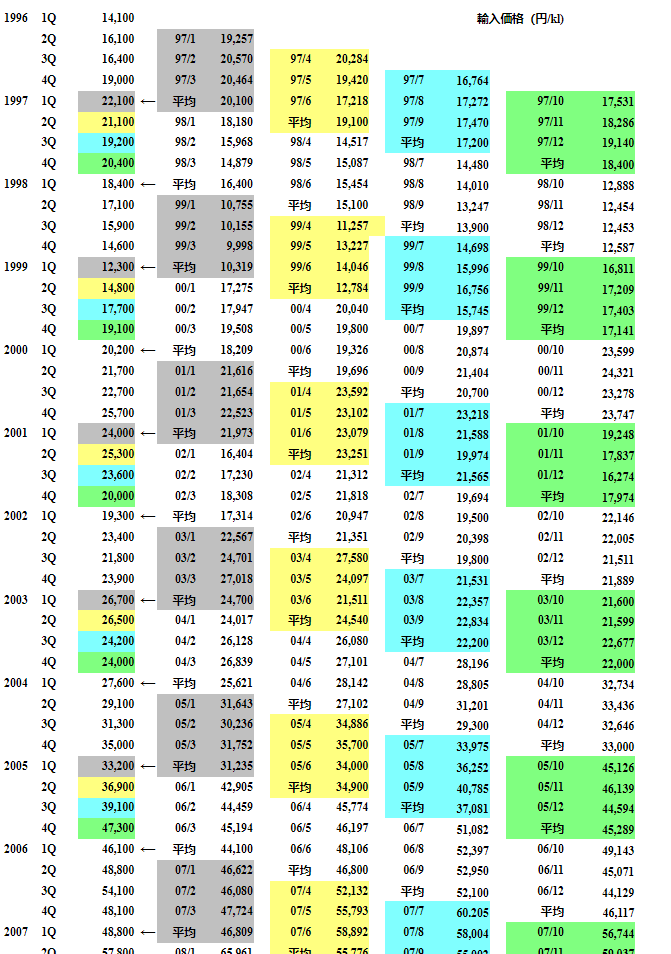 1996 1Q 14,100 輸入価格 (円/kl)
2Q 16,100 97/1 19,257
3Q 16,400 97/2 20,570 97/4 20,284
4Q 19,000 97/3 20,464 97/5 19,420 97/7 16,764
1997 1Q 22,100 ← 平均 20,100 97/6 17,218 97/8 17,272 97/10 17,531
2Q 21,100 98/1 18,180 平均 19,100 97/9 17,470 97/11 18,286
3Q 19,200 98/2 15,968 98/4 14,517 平均 17,200 97/12 19,140
4Q 20,400 98/3 14,879 98/5 15,087 98/7 14,480 平均 18,400
1998 1Q 18,400 ← 平均 16,400 98/6 15,454 98/8 14,010 98/10 12,888
2Q 17,100 99/1 10,755 平均 15,100 98/9 13,247 98/11 12,454
3Q 15,900 99/2 10,155 99/4 11,257 平均 13,900 98/12 12,453
4Q 14,600 99/3 9,998 99/5 13,227 99/7 14,698 平均 12,587
1999 1Q 12,300 ← 平均 10,319 99/6 14,046 99/8 15,996 99/10 16,811
2Q 14,800 00/1 17,275 平均 12,784 99/9 16,756 99/11 17,209
3Q 17,700 00/2 17,947 00/4 20,040 平均 15,745 99/12 17,403
4Q 19,100 00/3 19,508 00/5 19,800 00/7 19,897 平均 17,141
2000 1Q 20,200 ← 平均 18,209 00/6 19,326 00/8 20,874 00/10 23,599
2Q 21,700 01/1 21,616 平均 19,696 00/9 21,404 00/11 24,321
3Q 22,700 01/2 21,654 01/4 23,592 平均 20,700 00/12 23,278
4Q 25,700 01/3 22,523 01/5 23,102 01/7 23,218 平均 23,747
2001 1Q 24,000 ← 平均 21,973 01/6 23,079 01/8 21,588 01/10 19,248
2Q 25,300 02/1 16,404 平均 23,251 01/9 19,974 01/11 17,837
3Q 23,600 02/2 17,230 02/4 21,312 平均 21,565 01/12 16,274
4Q 20,000 02/3 18,308 02/5 21,818 02/7 19,694 平均 17,974
2002 1Q 19,300 ← 平均 17,314 02/6 20,947 02/8 19,500 02/10 22,146
2Q 23,400 03/1 22,567 平均 21,351 02/9 20,398 02/11 22,005
3Q 21,800 03/2 24,701 03/4 27,580 平均 19,800 02/12 21,511
4Q 23,900 03/3 27,018 03/5 24,097 03/7 21,531 平均 21,889
2003 1Q 26,700 ← 平均 24,700 03/6 21,511 03/8 22,357 03/10 21,600
2Q 26,500 04/1 24,017 平均 24,540 03/9 22,834 03/11 21,599
3Q 24,200 04/2 26,128 04/4 26,080 平均 22,200 03/12 22,677
4Q 24,000 04/3 26,839 04/5 27,101 04/7 28,196 平均 22,000
2004 1Q 27,600 ← 平均 25,621 04/6 28,142 04/8 28,805 04/10 32,734
2Q 29,100 05/1 31,643 平均 27,102 04/9 31,201 04/11 33,436
3Q 31,300 05/2 30,236 05/4 34,886 平均 29,300 04/12 32,646
4Q 35,000 05/3 31,752 05/5 35,700 05/7 33,975 平均 33,000
2005 1Q 33,200 ← 平均 31,235 05/6 34,000 05/8 36,252 05/10 45,126
2Q 36,900 06/1 42,905 平均 34,900 05/9 40,785 05/11 46,139
3Q 39,100 06/2 44,459 06/4 45,774 平均 37,081 05/12 44,594
4Q 47,300 06/3 45,194 06/5 46,197 06/7 51,082 平均 45,289
2006 1Q 46,100 ← 平均 44,100 06/6 48,106 06/8 52,397 06/10 49,143
2Q 48,800 07/1 46,622 平均 46,800 06/9 52,950 06/11 45,071
3Q 54,100 07/2 46,080 07/4 52,132 平均 52,100 06/12 44,129
4Q 48,100 07/3 47,724 07/5 55,793 07/7 60,205 平均 46,117
2007 1Q 48,800 ← 平均 46,809 07/6 58,892 07/8 58,004 07/10 56,744
2Q 57,800 08/1 65,961 平均 55,776 07/9 07/11